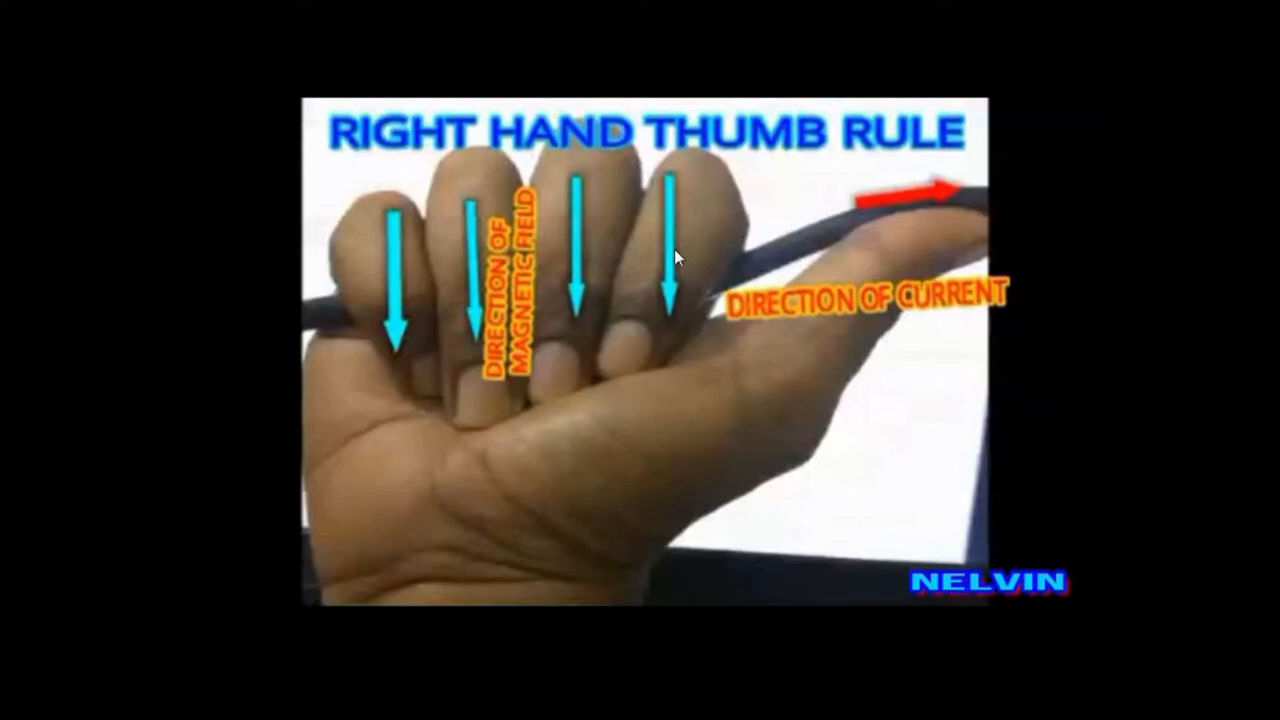 RIGHT HAND THUMB RULE
DIRECTION OF
MAGNETIC FIELD
DIRECTION OF CURRENT
NELVIN